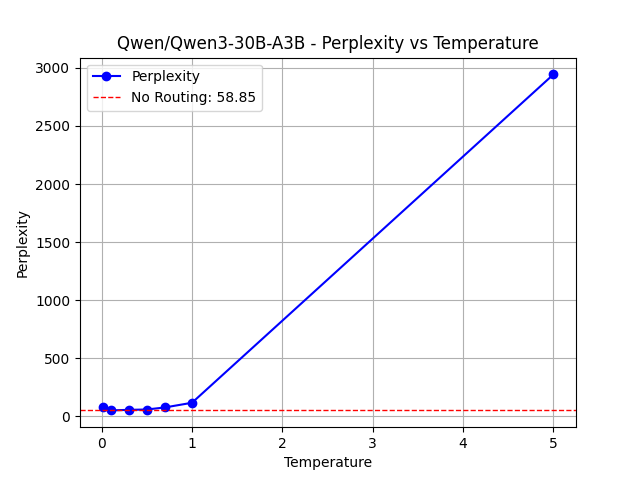 Qwen/Qwen3-30B-A3B - Perplexity vs Temperature
Perplexity
No Routing: 58.85
Perplexity
3000
2500
2000
1500
1000
500
0
0 1 2 3 4 5
Temperature